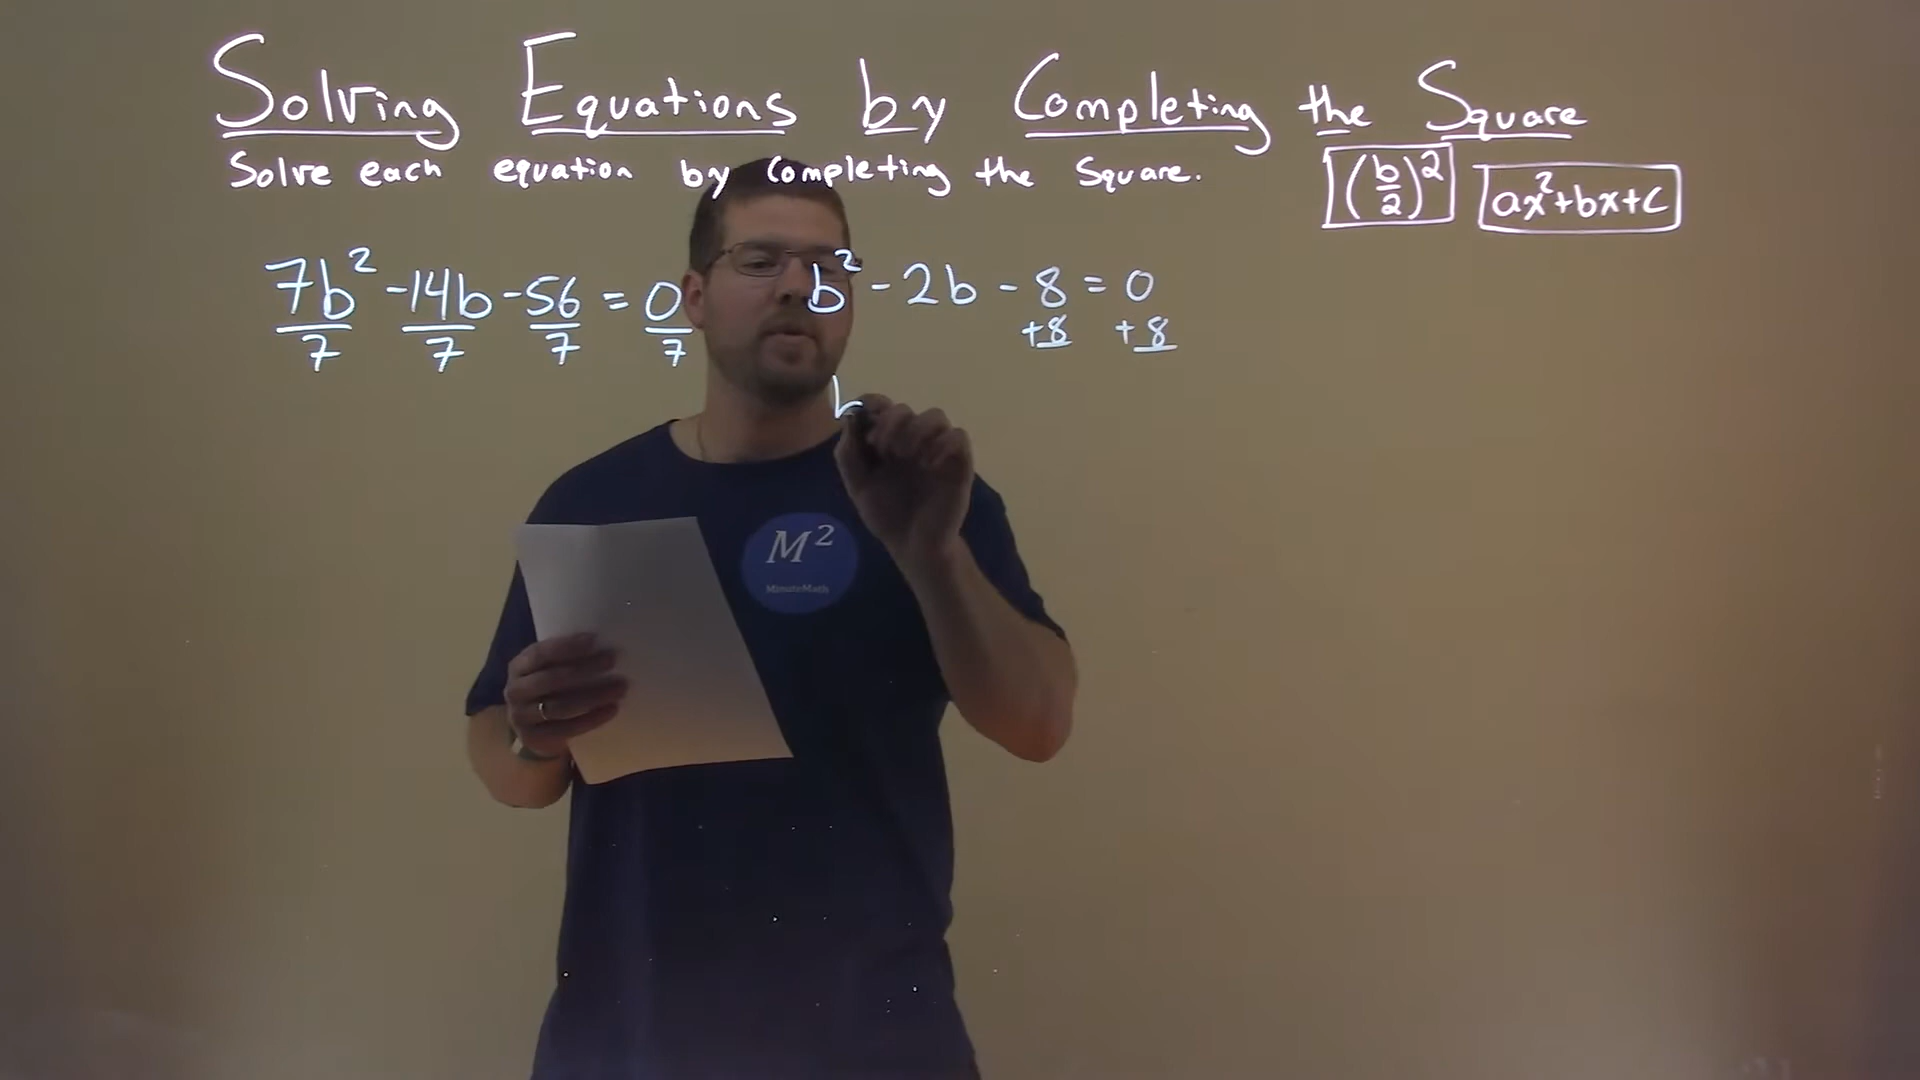 Solving Equations by Completing the Square
Solve each equation by Completing the Square.
(b/2)² ax²+bx+c
7b² -14b -56 = 0 b² - 2b - 8 = 0
7 7 7 7 +8 +8
b
M²
MinuteMath